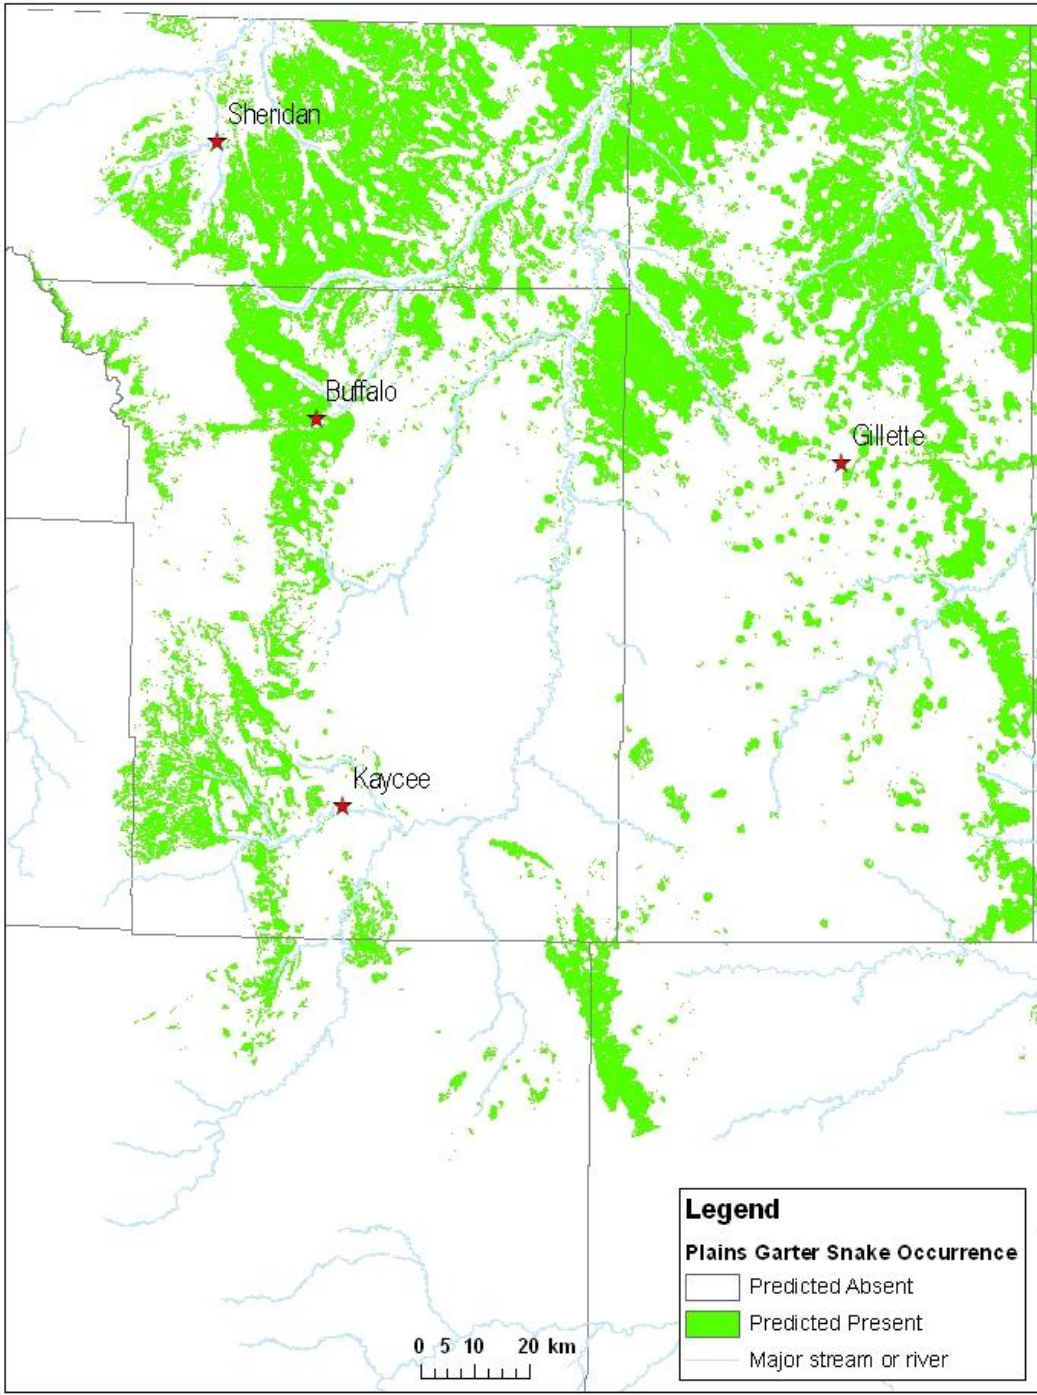 Sheridan
Buffalo
Gillette
Kaycee
Legend
Plains Garter Snake Occurrence
Predicted Absent
Predicted Present
Major stream or river
0 5 10 20 km